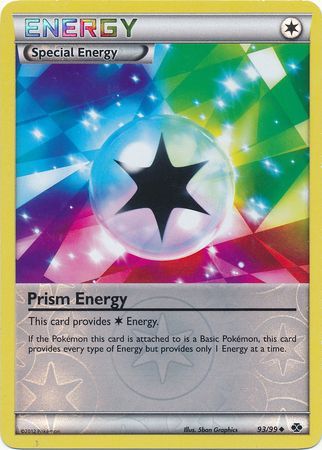 ENERGY
Special Energy
Prism Energy
This card provides Energy.
If the Pokémon this card is attached to is a Basic Pokémon, this card
provides every type of Energy but provides only 1 Energy at a time.
©2012 Pokémon Illus. 5ban Graphics 93/99